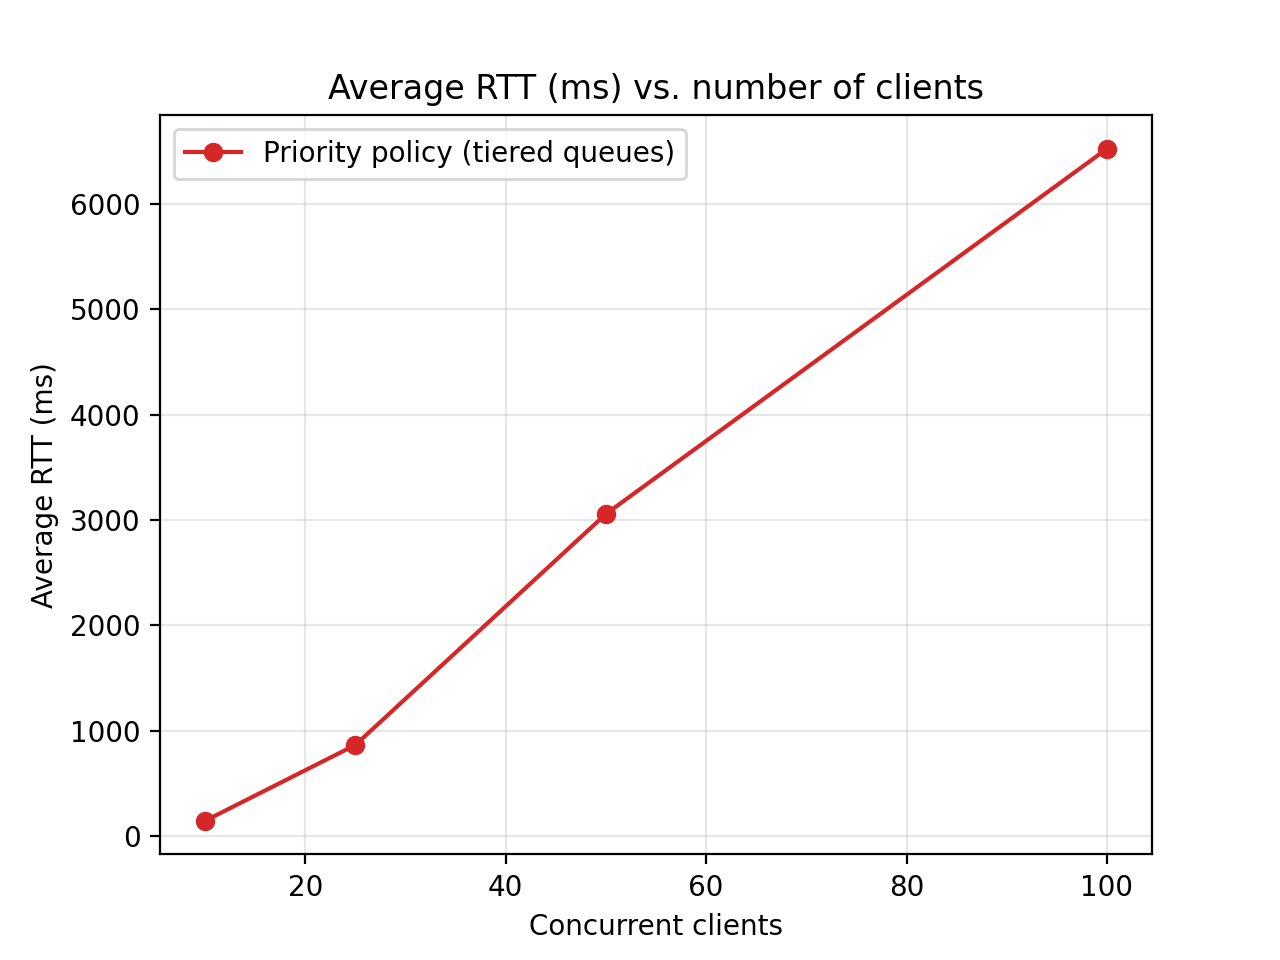 Average RTT (ms) vs. number of clients
Priority policy (tiered queues)
Average RTT (ms)
6000
5000
4000
3000
2000
1000
0
20 40 60 80 100
Concurrent clients